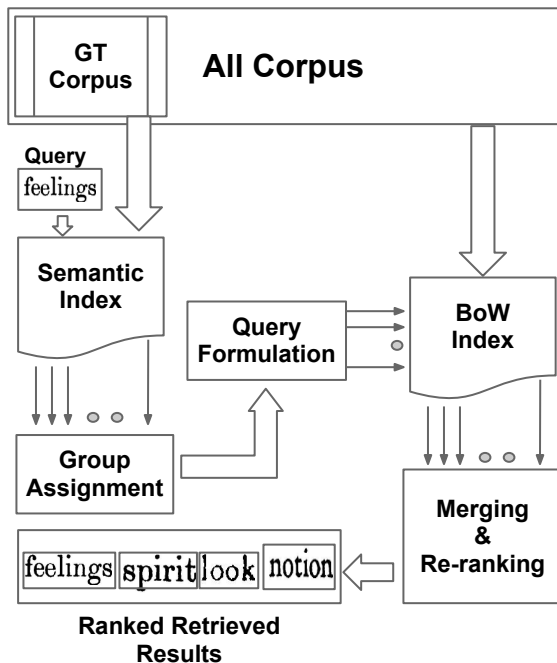 GT
Corpus
All Corpus
Query
feelings
Semantic
Index
Query
Formulation
BoW
Index
Group
Assignment
Merging
&
Re-ranking
feelings spirit look notion
Ranked Retrieved
Results